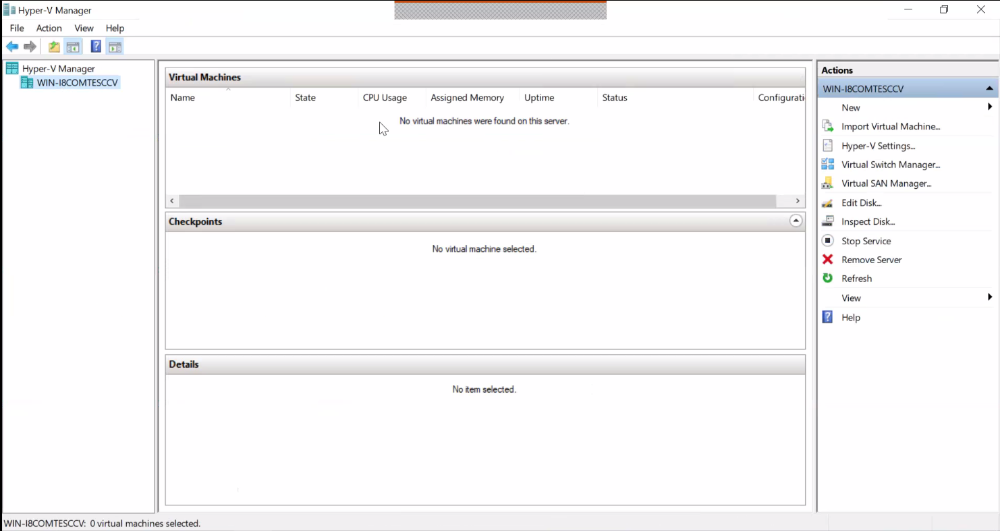 Hyper-V Manager
File Action View Help
Hyper-V Manager
WIN-I8COMTESCCV
Virtual Machines
Name State CPU Usage Assigned Memory Uptime Status Configurati
No virtual machines were found on this server.
Checkpoints
No virtual machine selected.
Details
No item selected.
Actions
WIN-I8COMTESCCV
New
Import Virtual Machine...
Hyper-V Settings...
Virtual Switch Manager...
Virtual SAN Manager...
Edit Disk...
Inspect Disk...
Stop Service
Remove Server
Refresh
View
Help
WIN-I8COMTESCCV: 0 virtual machines selected.